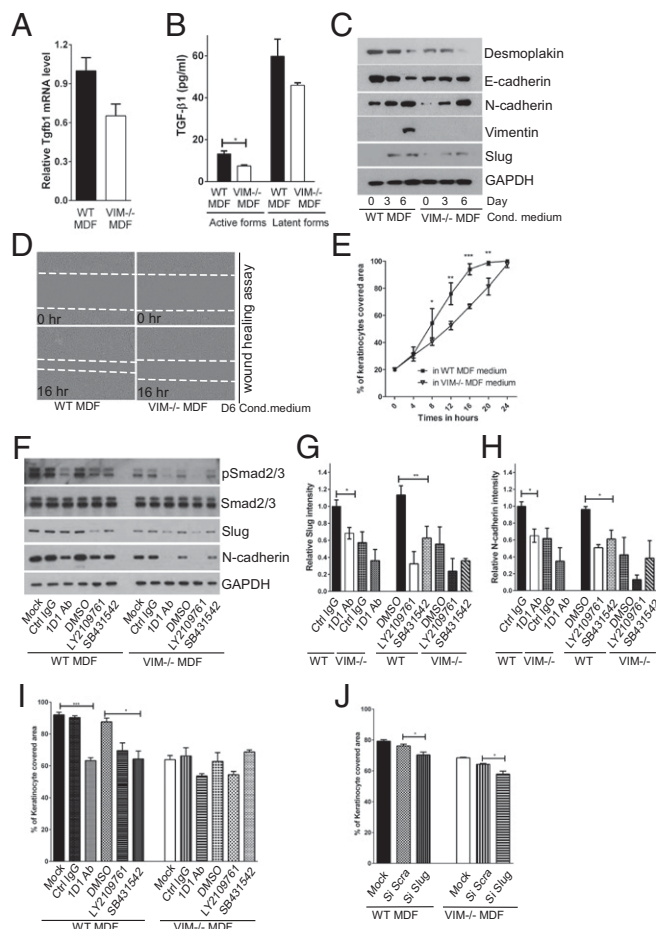 A
Relative Tgfb1 mRNA level
1.2
0.9
0.6
0.3
0.0
WT
MDF
VIM-/-
MDF
B
TGF-β1 (pg/ml)
60
40
20
0
*
WT
MDF
VIM-/-
MDF
WT
MDF
VIM-/-
MDF
Active forms
Latent forms
C
Desmoplakin
E-cadherin
N-cadherin
Vimentin
Slug
GAPDH
0 3 6 0 3 6 Day
WT MDF VIM-/- MDF Cond. medium
D
0 hr
0 hr
16 hr
16 hr
wound healing assay
WT MDF VIM-/- MDF D6 Cond.medium
E
% of keratinocytes covered area
100
80
60
40
20
0
* ** *** **
in WT MDF medium
in VIM-/- MDF medium
0 4 8 12 16 20 24
Times in hours
F
pSmad2/3
Smad2/3
Slug
N-cadherin
GAPDH
Mock
Ctrl IgG
1D1 Ab
DMSO
LY2109761
SB431542
Mock
Ctrl IgG
1D1 Ab
DMSO
LY2109761
SB431542
WT MDF VIM-/- MDF
G
Relative Slug intensity
1.4
1.2
1.0
0.8
0.6
0.4
0.2
0.0
* **
Ctrl IgG
1D1 Ab
Ctrl IgG
1D1 Ab
DMSO
LY2109761
SB431542
DMSO
LY2109761
SB431542
WT VIM-/- WT VIM-/-
H
Relative N-cadherin intensity
1.4
1.2
1.0
0.8
0.6
0.4
0.2
0.0
* *
Ctrl IgG
1D1 Ab
Ctrl IgG
1D1 Ab
DMSO
LY2109761
SB431542
DMSO
LY2109761
SB431542
WT VIM-/- WT VIM-/-
I
% of Keratinocyte covered area
100
80
60
40
20
0
*** *
Mock
Ctrl IgG
1D1 Ab
DMSO
LY2109761
SB431542
Mock
Ctrl IgG
1D1 Ab
DMSO
LY2109761
SB431542
WT MDF VIM-/- MDF
J
% of Keratinocyte covered area
100
80
60
40
20
0
* *
Mock
Si Scra
Si Slug
Mock
Si Scra
Si Slug
WT MDF VIM-/- MDF